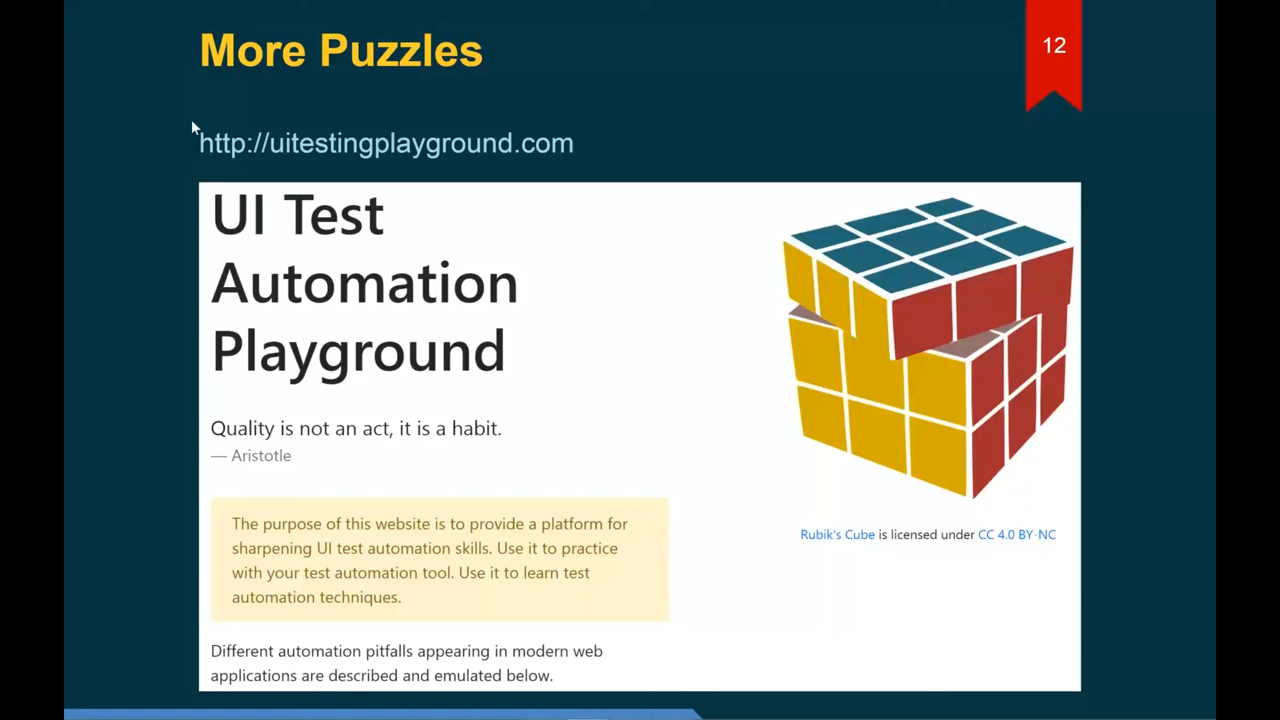 More Puzzles
12
http://uitestingplayground.com
UI Test
Automation
Playground
Quality is not an act, it is a habit.
— Aristotle
The purpose of this website is to provide a platform for
sharpening UI test automation skills. Use it to practice
with your test automation tool. Use it to learn test
automation techniques.
Rubik's Cube is licensed under CC 4.0 BY-NC
Different automation pitfalls appearing in modern web
applications are described and emulated below.